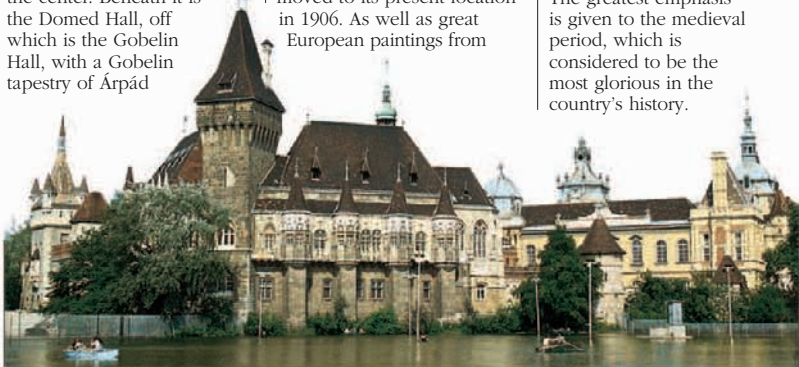 the center. Beneath it is
the Domed Hall, off
which is the Gobelin
Hall, with a Gobelin
tapestry of Árpád
moved to its present location
in 1906. As well as great
European paintings from
The greatest emphasis
is given to the medieval
period, which is
considered to be the
most glorious in the
country's history.